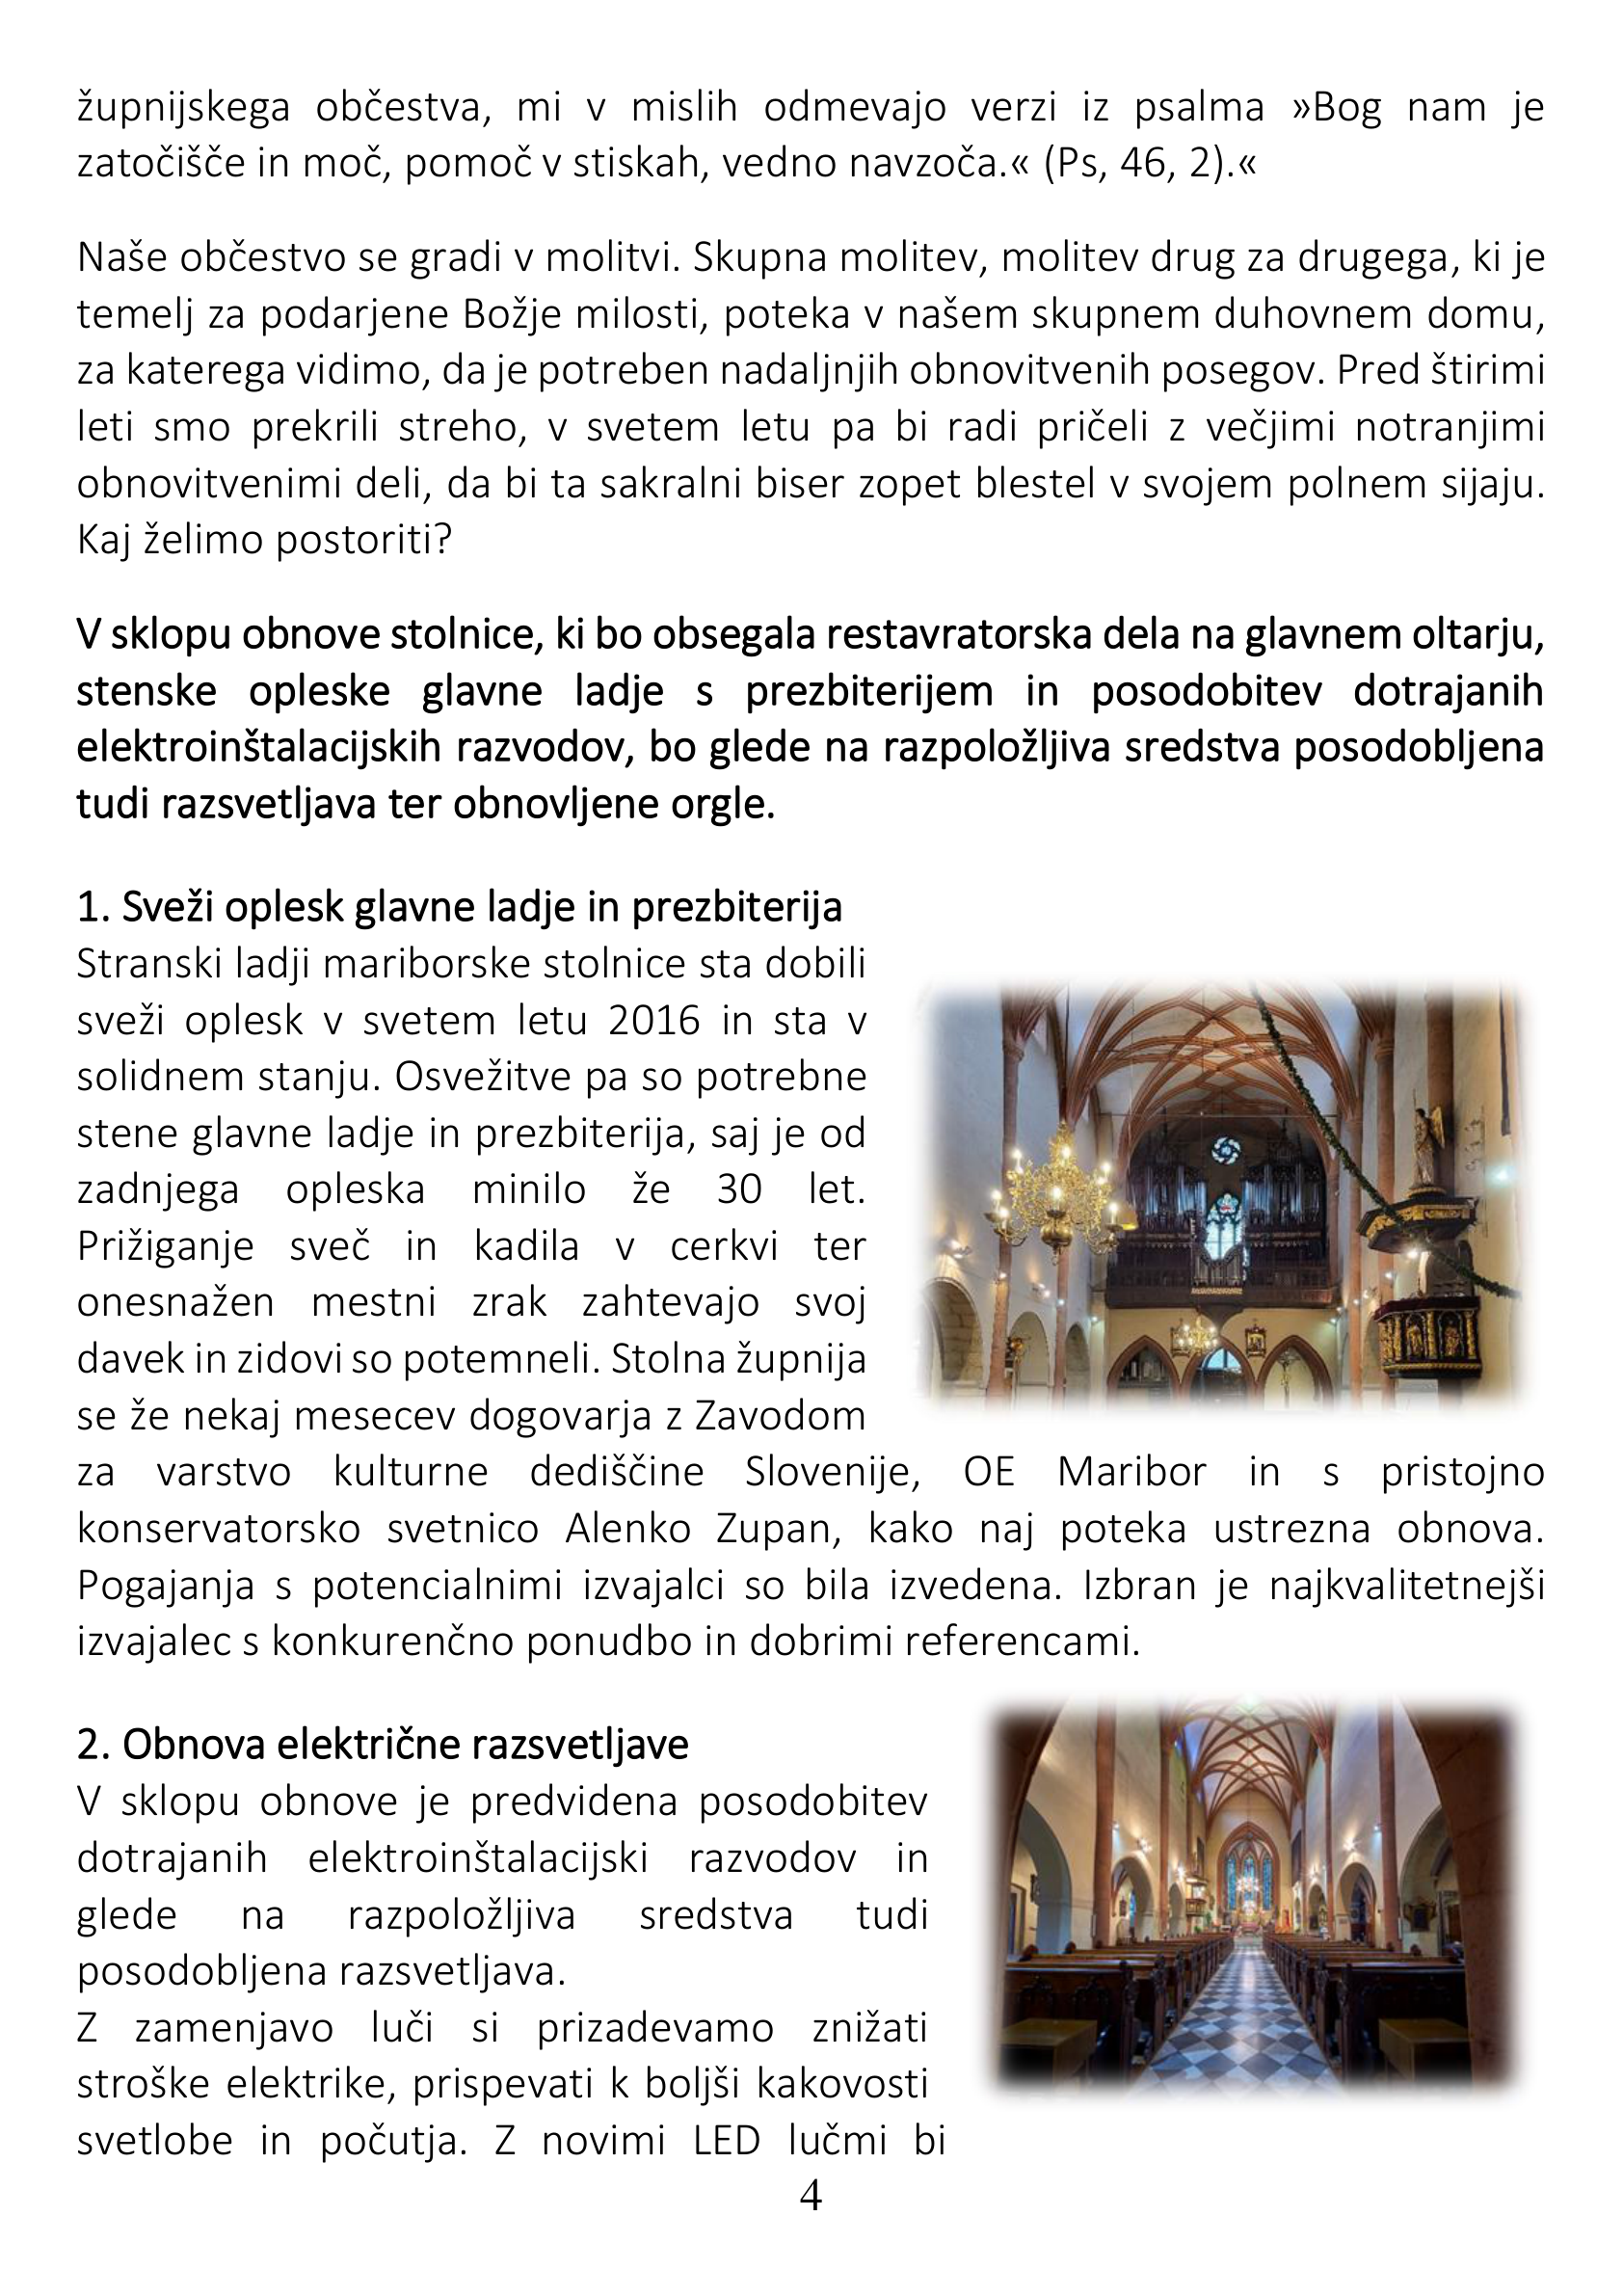 župnijskega občestva, mi v mislih odmevajo verzi iz psalma »Bog nam je
zatočišče in moč, pomoč v stiskah, vedno navzoča.« (Ps, 46, 2).«
Naše občestvo se gradi v molitvi. Skupna molitev, molitev drug za drugega, ki je
temelj za podarjene Božje milosti, poteka v našem skupnem duhovnem domu,
za katerega vidimo, da je potreben nadaljnjih obnovitvenih posegov. Pred štirimi
leti smo prekrili streho, v svetem letu pa bi radi pričeli z večjimi notranjimi
obnovitvenimi deli, da bi ta sakralni biser zopet blestel v svojem polnem sijaju.
Kaj želimo postoriti?
V sklopu obnove stolnice, ki bo obsegala restavratorska dela na glavnem oltarju,
stenske opleske glavne ladje s prezbiterijem in posodobitev dotrajanih
elektroinštalacijskih razvodov, bo glede na razpoložljiva sredstva posodobljena
tudi razsvetljava ter obnovljene orgle.
1. Sveži oplesk glavne ladje in prezbiterija
Stranski ladji mariborske stolnice sta dobili
sveži oplesk v svetem letu 2016 in sta v
solidnem stanju. Osvežitve pa so potrebne
stene glavne ladje in prezbiterija, saj je od
zadnjega opleska minilo že 30 let.
Prižiganje sveč in kadila v cerkvi ter
onesnažen mestni zrak zahtevajo svoj
davek in zidovi so potemneli. Stolna župnija
se že nekaj mesecev dogovarja z Zavodom
za varstvo kulturne dediščine Slovenije, OE Maribor in s pristojno
konservatorsko svetnico Alenko Zupan, kako naj poteka ustrezna obnova.
Pogajanja s potencialnimi izvajalci so bila izvedena. Izbran je najkvalitetnejši
izvajalec s konkurenčno ponudbo in dobrimi referencami.
2. Obnova električne razsvetljave
V sklopu obnove je predvidena posodobitev
dotrajanih elektroinštalacijski razvodov in
glede na razpoložljiva sredstva tudi
posodobljena razsvetljava.
Z zamenjavo luči si prizadevamo znižati
stroške elektrike, prispevati k boljši kakovosti
svetlobe in počutja. Z novimi LED lučmi bi
4